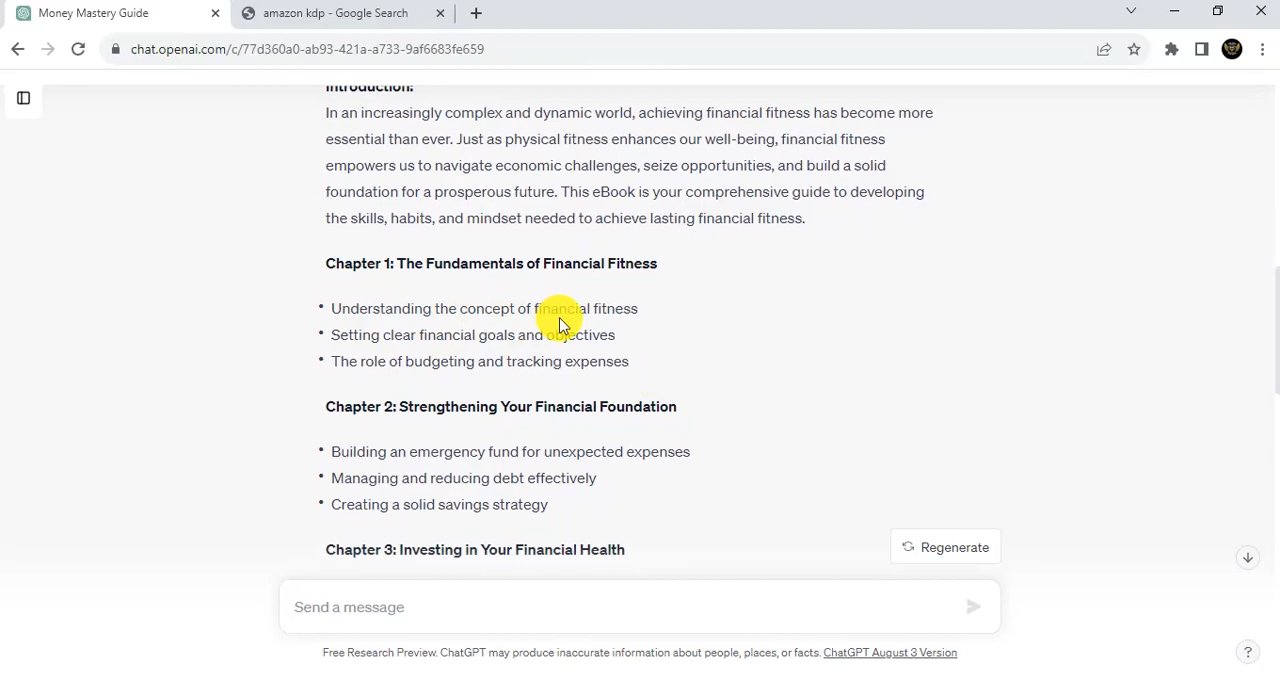 Money Mastery Guide
amazon kdp - Google Search
chat.openai.com/c/77d360a0-ab93-421a-a733-9af6683fe659
Introduction:
In an increasingly complex and dynamic world, achieving financial fitness has become more
essential than ever. Just as physical fitness enhances our well-being, financial fitness
empowers us to navigate economic challenges, seize opportunities, and build a solid
foundation for a prosperous future. This eBook is your comprehensive guide to developing
the skills, habits, and mindset needed to achieve lasting financial fitness.
Chapter 1: The Fundamentals of Financial Fitness
• Understanding the concept of financial fitness
• Setting clear financial goals and objectives
• The role of budgeting and tracking expenses
Chapter 2: Strengthening Your Financial Foundation
• Building an emergency fund for unexpected expenses
• Managing and reducing debt effectively
• Creating a solid savings strategy
Chapter 3: Investing in Your Financial Health
Regenerate
Send a message
Free Research Preview. ChatGPT may produce inaccurate information about people, places, or facts. ChatGPT August 3 Version
?